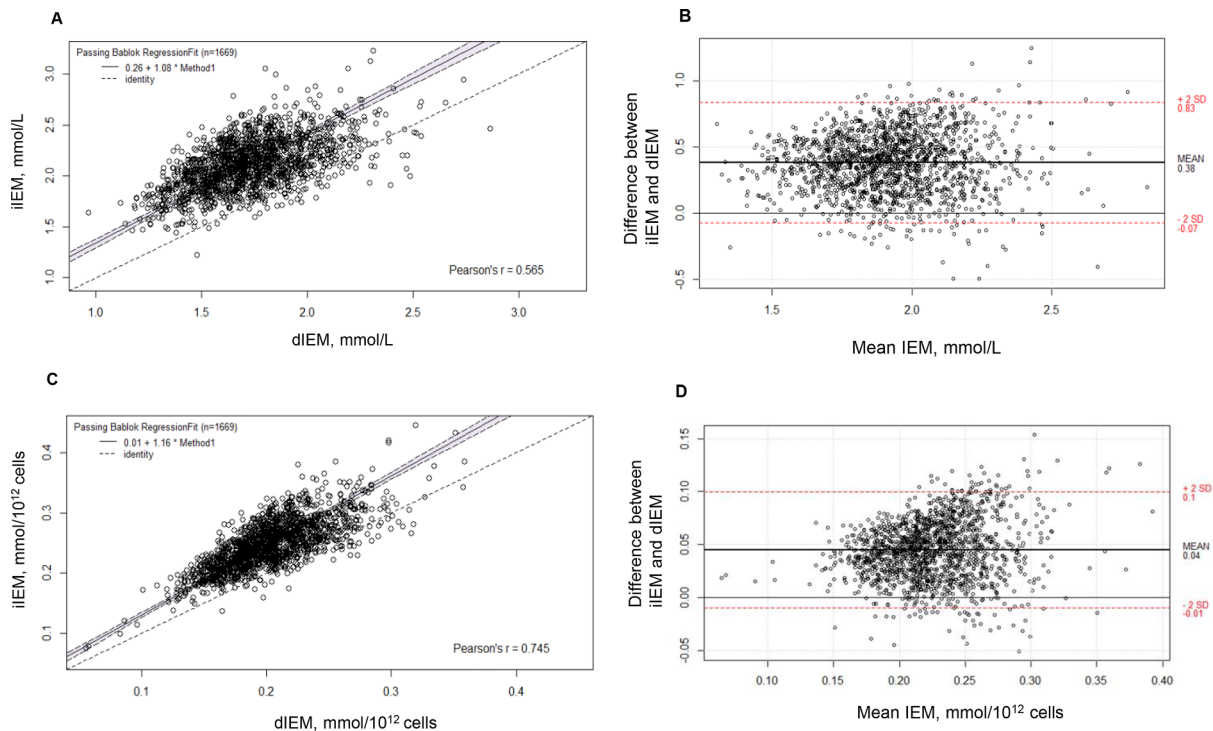 A
Passing Bablok RegressionFit (n=1669)
0.26 + 1.08 * Method1
identity
iIEM, mmol/L
3.0
2.5
2.0
1.5
1.0
Pearson's r = 0.565
1.0 1.5 2.0 2.5 3.0
dIEM, mmol/L
B
Difference between
iIEM and dIEM
1.0
0.5
0.0
-0.5
+ 2 SD
0.83
MEAN
0.38
- 2 SD
-0.07
1.5 2.0 2.5
Mean IEM, mmol/L
C
Passing Bablok RegressionFit (n=1669)
0.01 + 1.16 * Method1
identity
iIEM, mmol/10¹² cells
0.4
0.3
0.2
0.1
Pearson's r = 0.745
0.1 0.2 0.3 0.4
dIEM, mmol/10¹² cells
D
Difference between
iIEM and dIEM
0.15
0.10
0.05
0.00
-0.05
+ 2 SD
0.1
MEAN
0.04
- 2 SD
-0.01
0.10 0.15 0.20 0.25 0.30 0.35 0.40
Mean IEM, mmol/10¹² cells